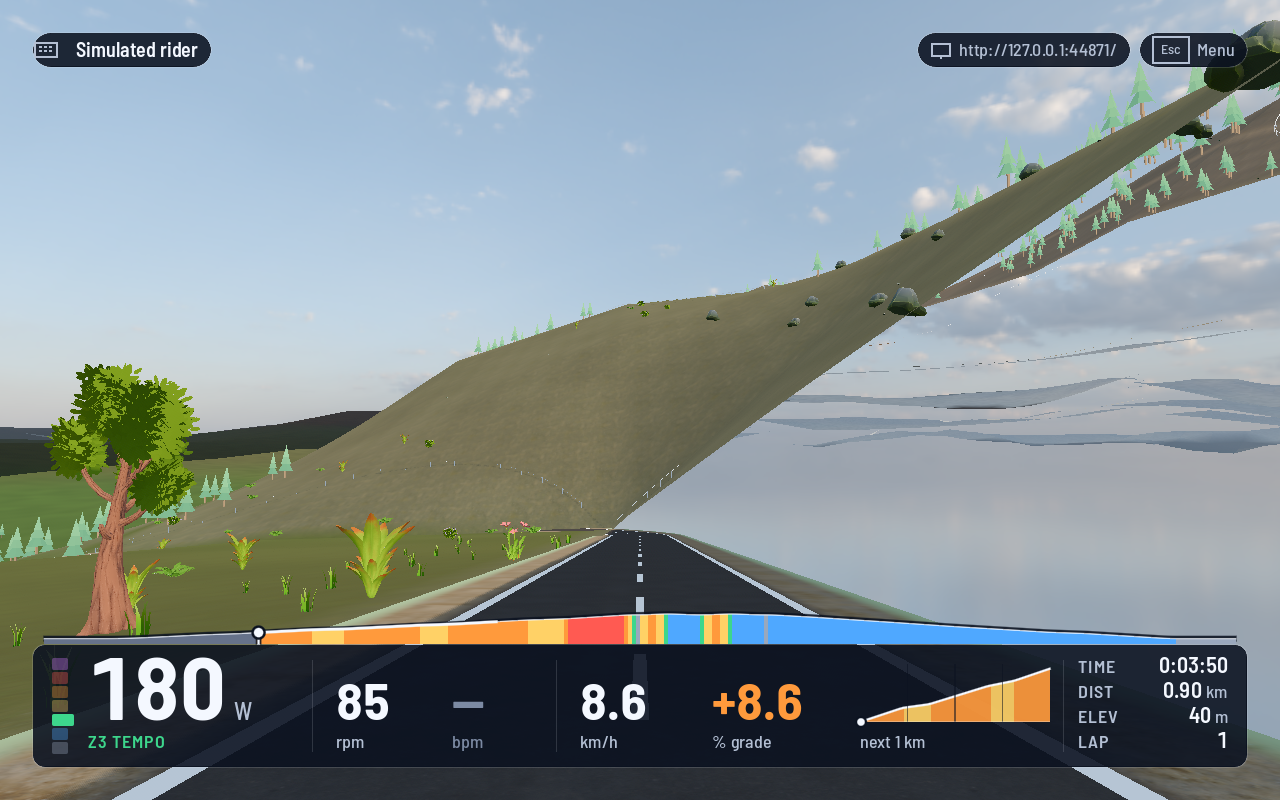 Simulated rider
http://127.0.0.1:44871/
Esc Menu
180 W
Z3 TEMPO
85
rpm
—
bpm
8.6
km/h
+8.6
% grade
next 1 km
TIME 0:03:50
DIST 0.90 km
ELEV 40 m
LAP 1